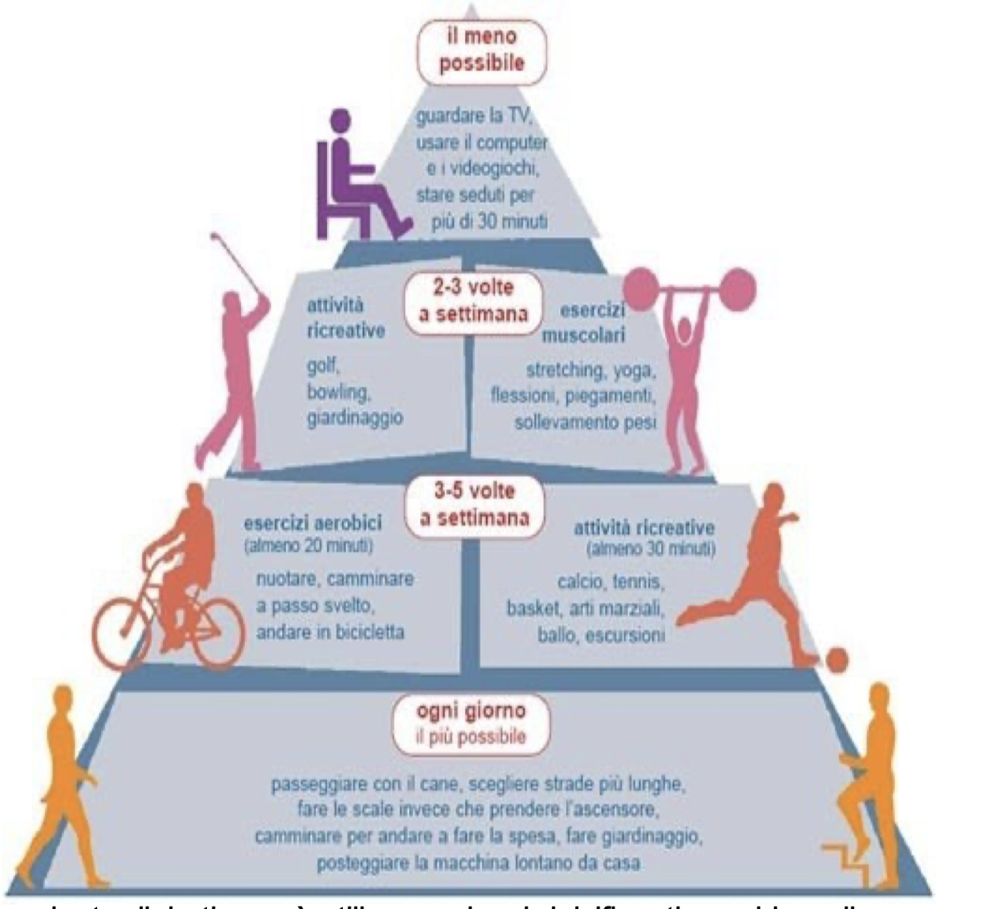 il meno
possibile
guardare la TV,
usare il computer
e i videogiochi,
stare seduti per
più di 30 minuti
2-3 volte
a settimana
attività
ricreative
golf,
bowling,
giardinaggio
esercizi
muscolari
stretching, yoga,
flessioni, piegamenti,
sollevamento pesi
3-5 volte
a settimana
esercizi aerobici
(almeno 20 minuti)
nuotare, camminare
a passo svelto,
andare in bicicletta
attività ricreative
(almeno 30 minuti)
calcio, tennis,
basket, arti marziali,
ballo, escursioni
ogni giorno
il più possibile
passeggiare con il cane, scegliere strade più lunghe,
fare le scale invece che prendere l'ascensore,
camminare per andare a fare la spesa, fare giardinaggio,
posteggiare la macchina lontano da casa